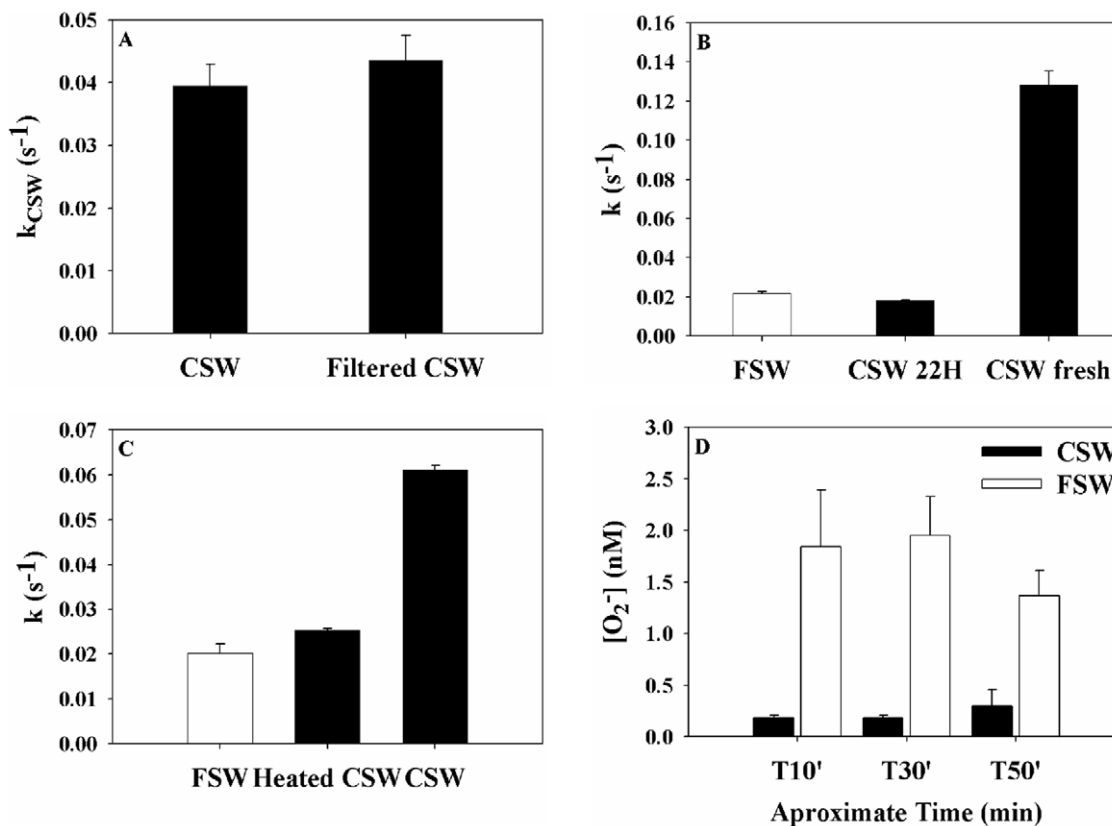 A
k_CSW (s^-1)
0.05
0.04
0.03
0.02
0.01
0.00
CSW Filtered CSW
B
k (s^-1)
0.16
0.14
0.12
0.10
0.08
0.06
0.04
0.02
0.00
FSW CSW 22H CSW fresh
C
k (s^-1)
0.07
0.06
0.05
0.04
0.03
0.02
0.01
0.00
FSW Heated CSW CSW
D
CSW
FSW
[O2^-] (nM)
3.0
2.5
2.0
1.5
1.0
0.5
0.0
T10' T30' T50'
Aproximate Time (min)